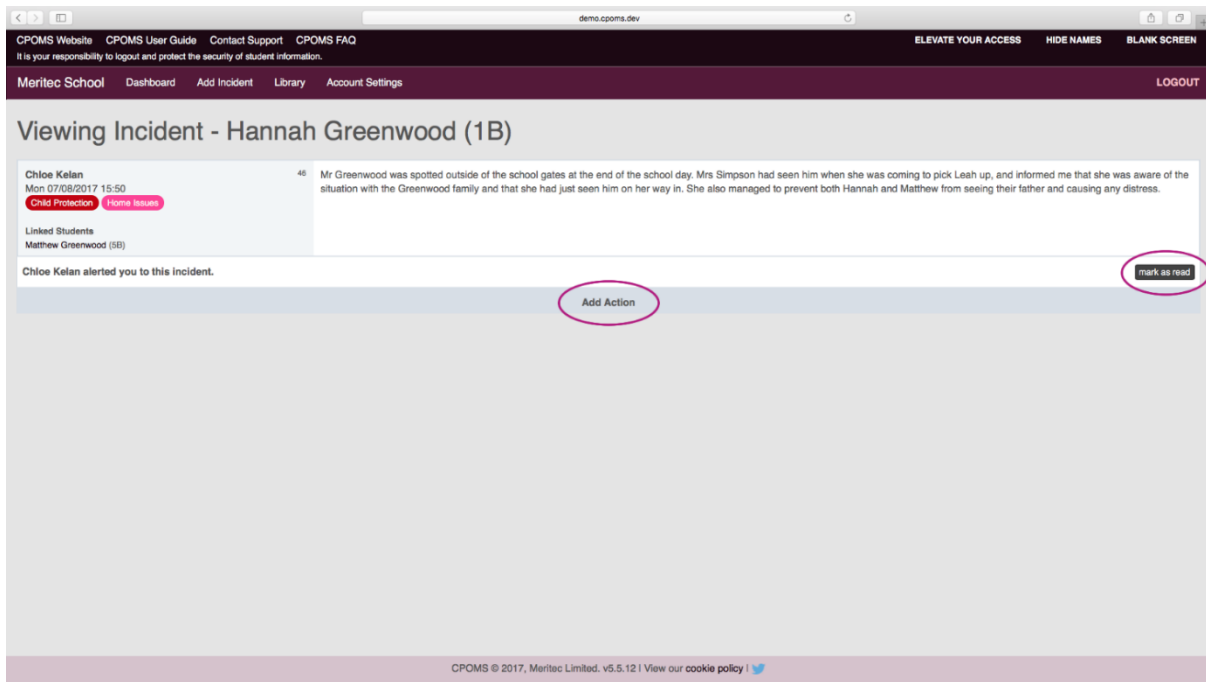 demo.cpoms.dev
CPOMS Website CPOMS User Guide Contact Support CPOMS FAQ ELEVATE YOUR ACCESS HIDE NAMES BLANK SCREEN
It is your responsibility to logout and protect the security of student information.
Meritec School Dashboard Add Incident Library Account Settings LOGOUT
Viewing Incident - Hannah Greenwood (1B)
Chloe Kelan 46
Mon 07/08/2017 15:50
Child Protection Home Issues
Linked Students
Matthew Greenwood (5B)
Mr Greenwood was spotted outside of the school gates at the end of the school day. Mrs Simpson had seen him when she was coming to pick Leah up, and informed me that she was aware of the
situation with the Greenwood family and that she had just seen him on her way in. She also managed to prevent both Hannah and Matthew from seeing their father and causing any distress.
Chloe Kelan alerted you to this incident. mark as read
Add Action
CPOMS © 2017, Meritec Limited. v5.5.12 | View our cookie policy |